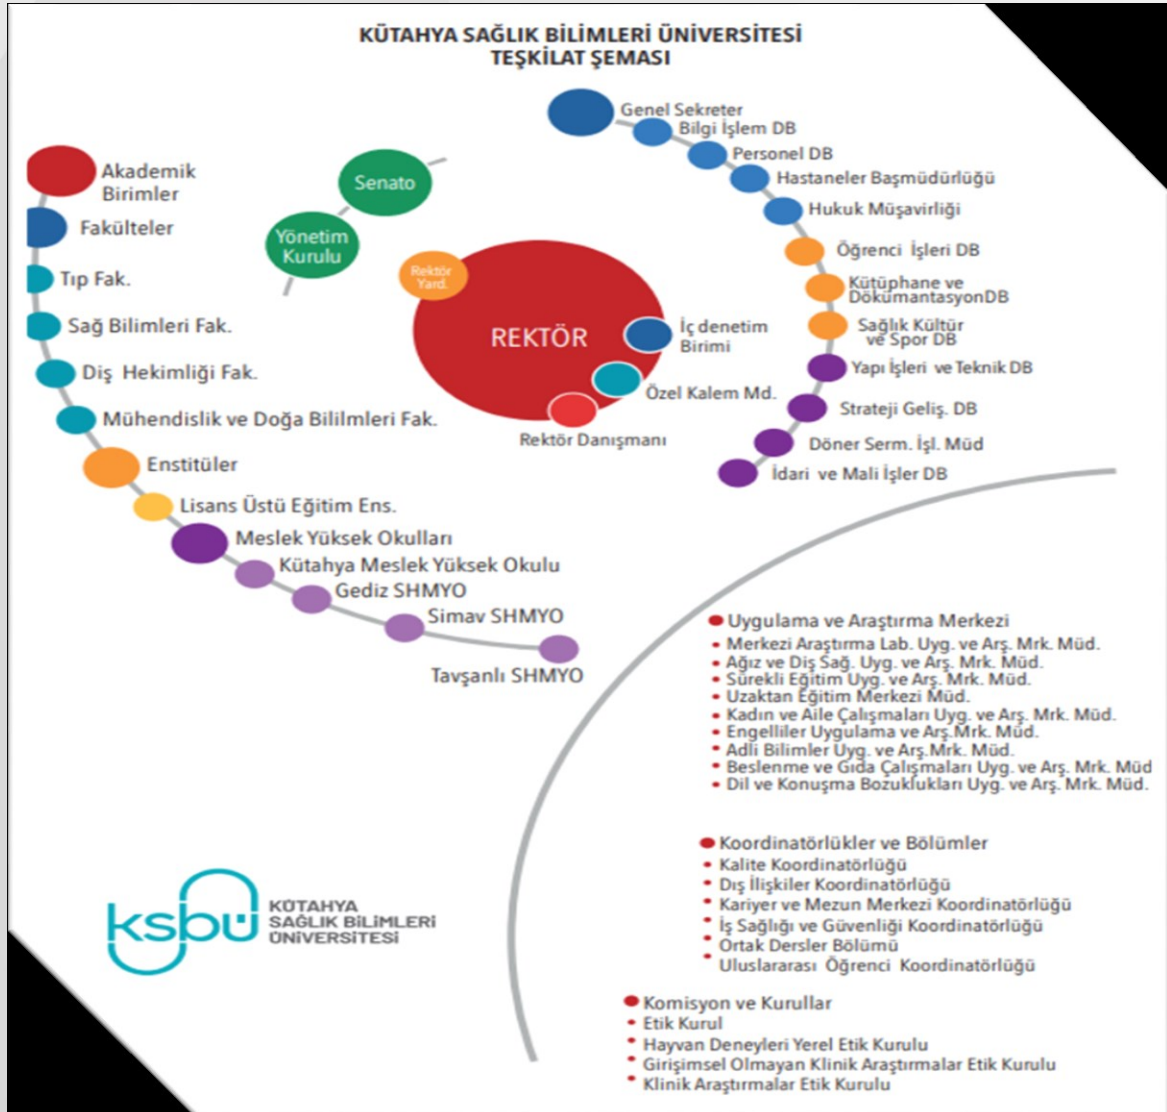 KÜTAHYA SAĞLIK BİLİMLERİ ÜNİVERSİTESİ
TEŞKİLAT ŞEMASI
Genel Sekreter
Bilgi İşlem DB
Personel DB
Hastaneler Başmüdürlüğü
Hukuk Müşavirliği
Öğrenci İşleri DB
Kütüphane ve
DökümantasyonDB
Sağlık Kültür
ve Spor DB
Yapı İşleri ve Teknik DB
Strateji Geliş. DB
Döner Serm. İşl. Müd
İdari ve Mali İşler DB
Senato
Yönetim
Kurulu
Rektör
Yard.
REKTÖR
İç denetim
Birimi
Özel Kalem Md.
Rektör Danışmanı
Akademik
Birimler
Fakülteler
Tıp Fak.
Sağ Bilimleri Fak.
Diş Hekimliği Fak.
Mühendislik ve Doğa Bililmleri Fak.
Enstitüler
Lisans Üstü Eğitim Ens.
Meslek Yüksek Okulları
Kütahya Meslek Yüksek Okulu
Gediz SHMYO
Simav SHMYO
Tavşanlı SHMYO
Uygulama ve Araştırma Merkezi
Merkezi Araştırma Lab. Uyg. ve Arş. Mrk. Müd.
Ağız ve Diş Sağ. Uyg. ve Arş. Mrk. Müd.
Sürekli Eğitim Uyg. ve Arş. Mrk. Müd.
Uzaktan Eğitim Merkezi Müd.
Kadın ve Aile Çalışmaları Uyg. ve Arş. Mrk. Müd.
Engelliler Uygulama ve Arş.Mrk. Müd.
Adli Bilimler Uyg. ve Arş.Mrk. Müd.
Beslenme ve Gıda Çalışmaları Uyg. ve Arş. Mrk. Müd
Dil ve Konuşma Bozuklukları Uyg. ve Arş. Mrk. Müd.
Koordinatörlükler ve Bölümler
Kalite Koordinatörlüğü
Dış İlişkiler Koordinatörlüğü
Kariyer ve Mezun Merkezi Koordinatörlüğü
İş Sağlığı ve Güvenliği Koordinatörlüğü
Ortak Dersler Bölümü
Uluslararası Öğrenci Koordinatörlüğü
Komisyon ve Kurullar
Etik Kurul
Hayvan Deneyleri Yerel Etik Kurulu
Girişimsel Olmayan Klinik Araştırmalar Etik Kurulu
Klinik Araştırmalar Etik Kurulu
ksbü
KÜTAHYA
SAĞLIK BİLİMLERİ
ÜNİVERSİTESİ